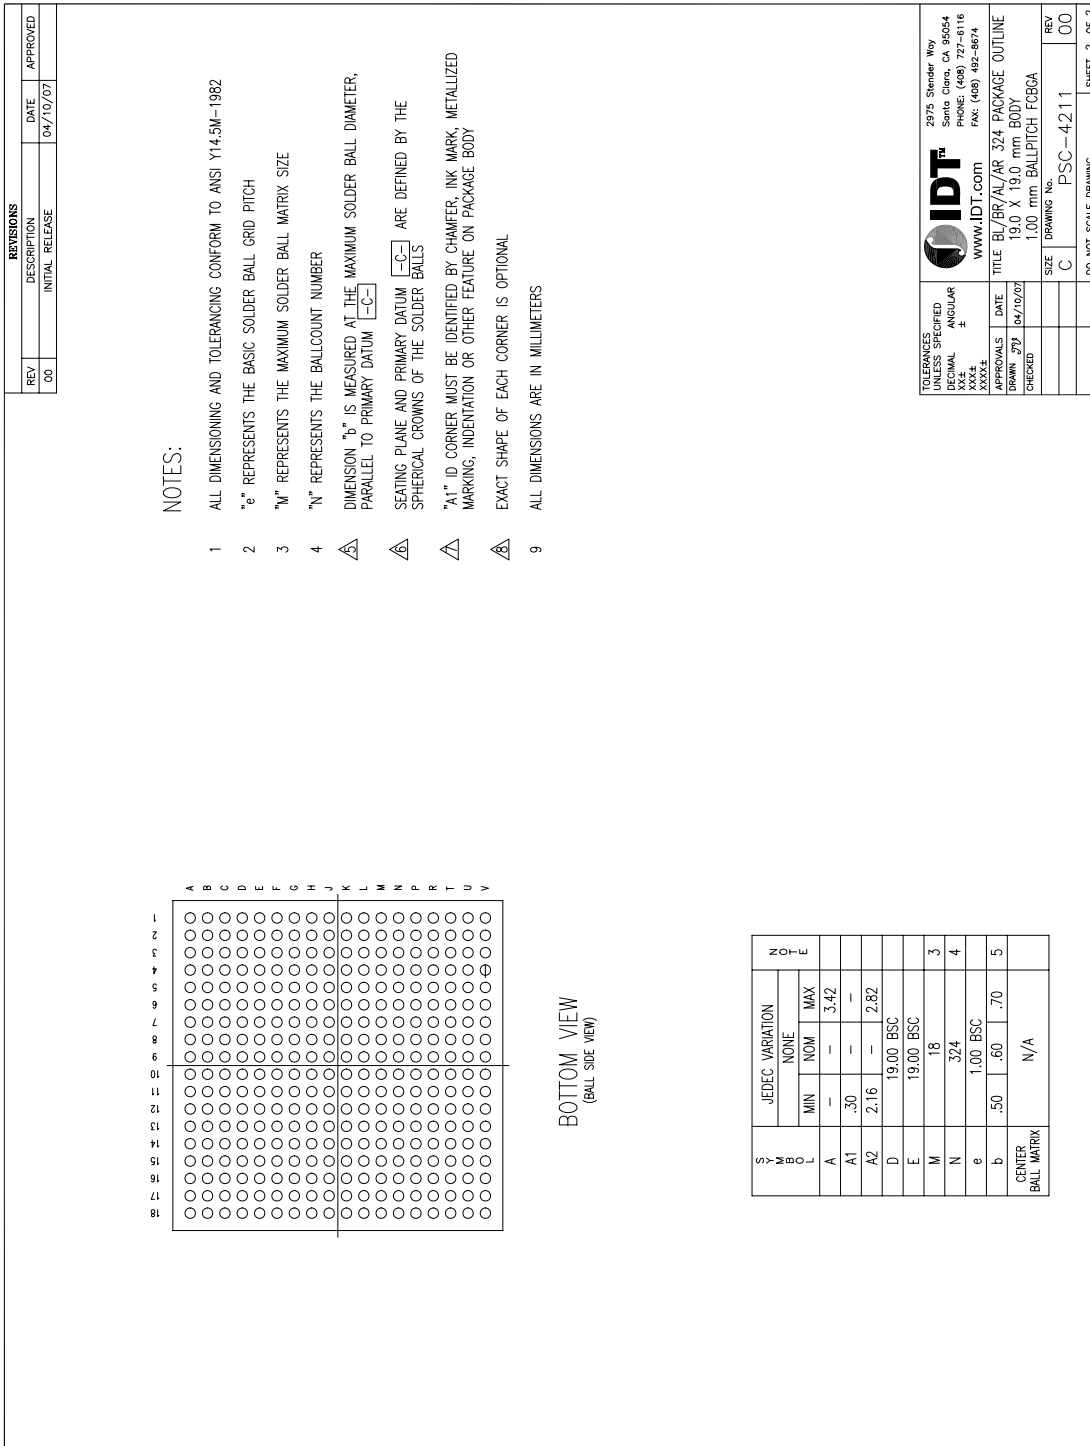 REVISIONS
REV DESCRIPTION DATE APPROVED
00 INITIAL RELEASE 04/10/07
NOTES:
1 ALL DIMENSIONING AND TOLERANCING CONFORM TO ANSI Y14.5M-1982
2 "e" REPRESENTS THE BASIC SOLDER BALL GRID PITCH
3 "M" REPRESENTS THE MAXIMUM SOLDER BALL MATRIX SIZE
4 "N" REPRESENTS THE BALLCOUNT NUMBER
5 DIMENSION "b" IS MEASURED AT THE MAXIMUM SOLDER BALL DIAMETER,
PARALLEL TO PRIMARY DATUM -C-
6 SEATING PLANE AND PRIMARY DATUM -C- ARE DEFINED BY THE
SPHERICAL CROWNS OF THE SOLDER BALLS
7 "A1" ID CORNER MUST BE IDENTIFIED BY CHAMFER, INK MARK, METALLIZED
MARKING, INDENTATION OR OTHER FEATURE ON PACKAGE BODY
8 EXACT SHAPE OF EACH CORNER IS OPTIONAL
9 ALL DIMENSIONS ARE IN MILLIMETERS
18 17 16 15 14 13 12 11 10 9 8 7 6 5 4 3 2 1
A
B
C
D
E
F
G
H
J
K
L
M
N
P
R
T
U
V
BOTTOM VIEW
(BALL SIDE VIEW)
SYMBOL JEDEC VARIATION NOTE
NONE
MIN NOM MAX
A - - 3.42
A1 .30 - -
A2 2.16 - 2.82
D 19.00 BSC
E 19.00 BSC
M 18 3
N 324 4
e 1.00 BSC
b .50 .60 .70 5
CENTER BALL MATRIX N/A
TOLERANCES
UNLESS SPECIFIED
DECIMAL ANGULAR
XX± ±
XXX±
XXXX±
APPROVALS DATE
DRAWN 04/10/07
CHECKED
IDT™
www.IDT.com
2975 Stender Way
Santa Clara, CA 95054
PHONE: (408) 727-6116
FAX: (408) 492-8674
TITLE BL/BR/AL/AR 324 PACKAGE OUTLINE
19.0 X 19.0 mm BODY
1.00 mm BALLPITCH FCBGA
SIZE DRAWING No. REV
C PSC-4211 00
DO NOT SCALE DRAWING SHEET 2 OF 2